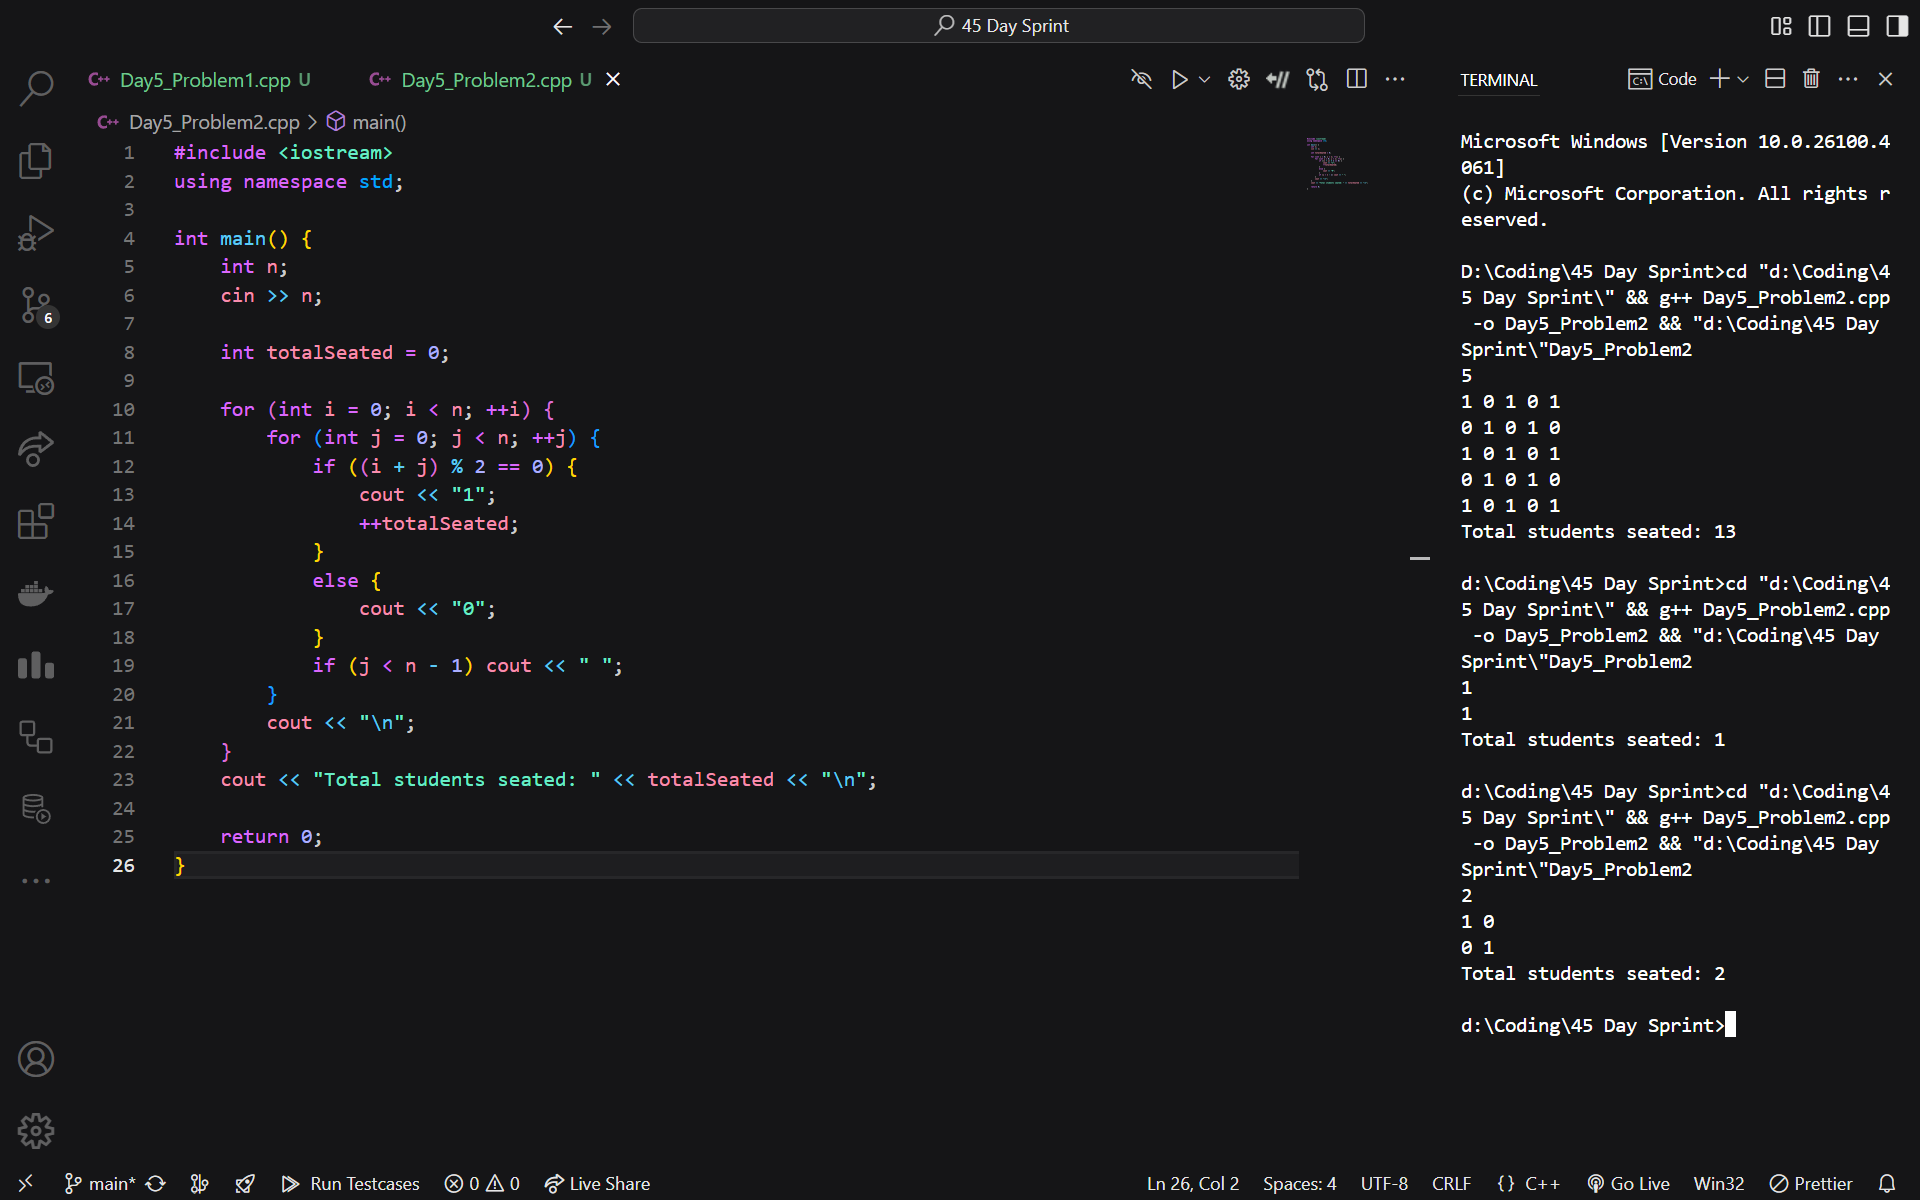 45 Day Sprint
Day5_Problem1.cpp U
Day5_Problem2.cpp U
Day5_Problem2.cpp > main()
1 #include <iostream>
2 using namespace std;
3
4 int main() {
5     int n;
6     cin >> n;
7
8     int totalSeated = 0;
9
10     for (int i = 0; i < n; ++i) {
11         for (int j = 0; j < n; ++j) {
12             if ((i + j) % 2 == 0) {
13                 cout << "1";
14                 ++totalSeated;
15             }
16             else {
17                 cout << "0";
18             }
19             if (j < n - 1) cout << " ";
20         }
21         cout << "\n";
22     }
23     cout << "Total students seated: " << totalSeated << "\n";
24
25     return 0;
26 }
6
TERMINAL
Code
Microsoft Windows [Version 10.0.26100.4
061]
(c) Microsoft Corporation. All rights r
eserved.
D:\Coding\45 Day Sprint>cd "d:\Coding\4
5 Day Sprint\" && g++ Day5_Problem2.cpp
 -o Day5_Problem2 && "d:\Coding\45 Day
Sprint\"Day5_Problem2
5
1 0 1 0 1
0 1 0 1 0
1 0 1 0 1
0 1 0 1 0
1 0 1 0 1
Total students seated: 13
d:\Coding\45 Day Sprint>cd "d:\Coding\4
5 Day Sprint\" && g++ Day5_Problem2.cpp
 -o Day5_Problem2 && "d:\Coding\45 Day
Sprint\"Day5_Problem2
1
1
Total students seated: 1
d:\Coding\45 Day Sprint>cd "d:\Coding\4
5 Day Sprint\" && g++ Day5_Problem2.cpp
 -o Day5_Problem2 && "d:\Coding\45 Day
Sprint\"Day5_Problem2
2
1 0
0 1
Total students seated: 2
d:\Coding\45 Day Sprint>
main* Run Testcases 0 0 Live Share Ln 26, Col 2 Spaces: 4 UTF-8 CRLF {} C++ Go Live Win32 Prettier